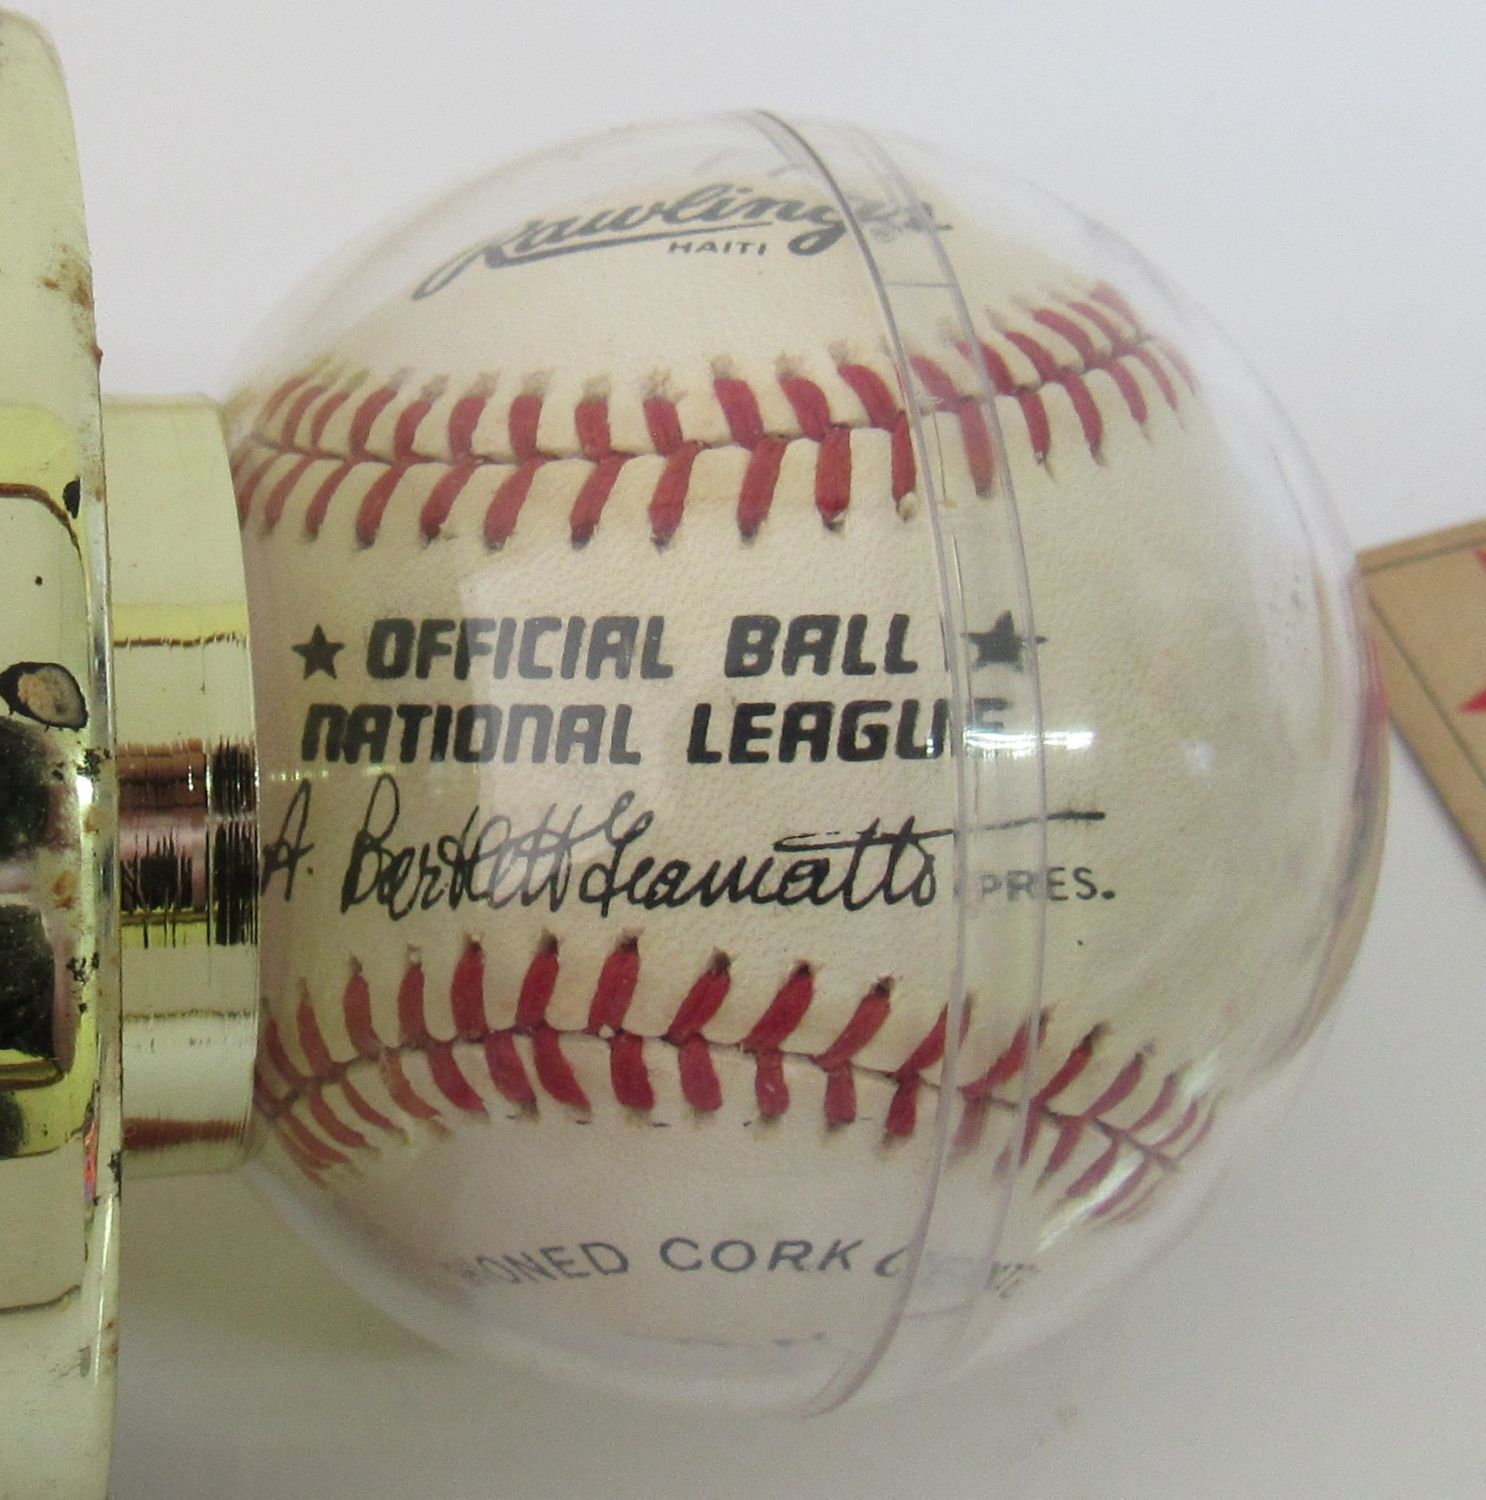 Rawlings
HAITI
★ OFFICIAL BALL ★
NATIONAL LEAGUE
A. Bartlett Giamatti PRES.
CORK